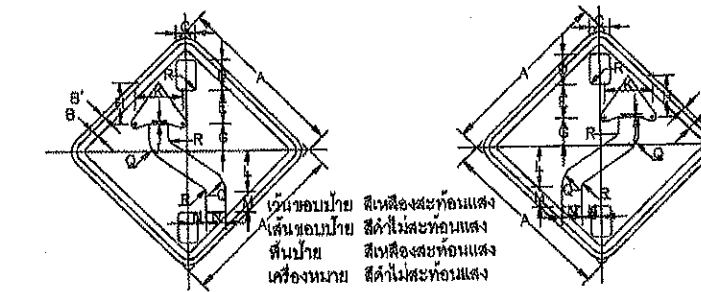 เว้นขอบป้าย สีเหลืองสะท้อนแสง
เส้นขอบป้าย สีดำไม่สะท้อนแสง
พื้นป้าย สีเหลืองสะท้อนแสง
เครื่องหมาย สีดำไม่สะท้อนแสง
C
A
R
K
H
B'
B
G
R
Q
L
R
Q
M
N
A
C
A
R
K
H
G
R
Q
L
Q
R
M
N
A